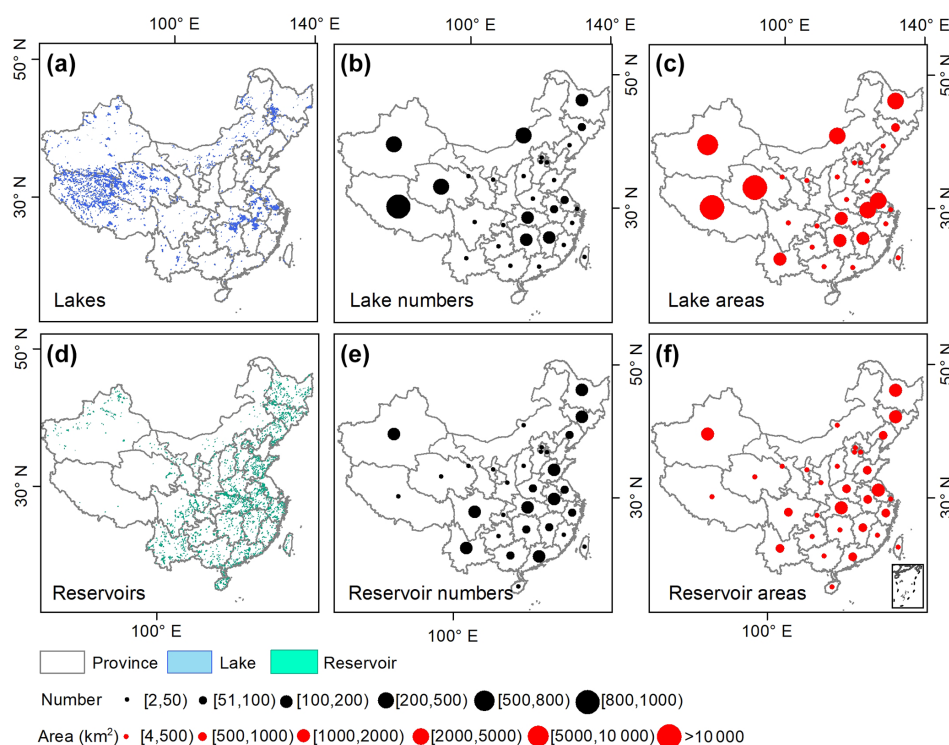 100° E 140° E 100° E 140° E 100° E 140° E
50° N
30° N
(a)
Lakes
(b)
Lake numbers
(c)
Lake areas
50° N
30° N
50° N
30° N
(d)
Reservoirs
(e)
Reservoir numbers
(f)
Reservoir areas
50° N
30° N
50° N
30° N
50° N
30° N
100° E 100° E 100° E
Province Lake Reservoir
Number [2,50) [51,100) [100,200) [200,500) [500,800) [800,1000)
Area (km²) [4,500) [500,1000) [1000,2000) [2000,5000) [5000,10 000) >10 000